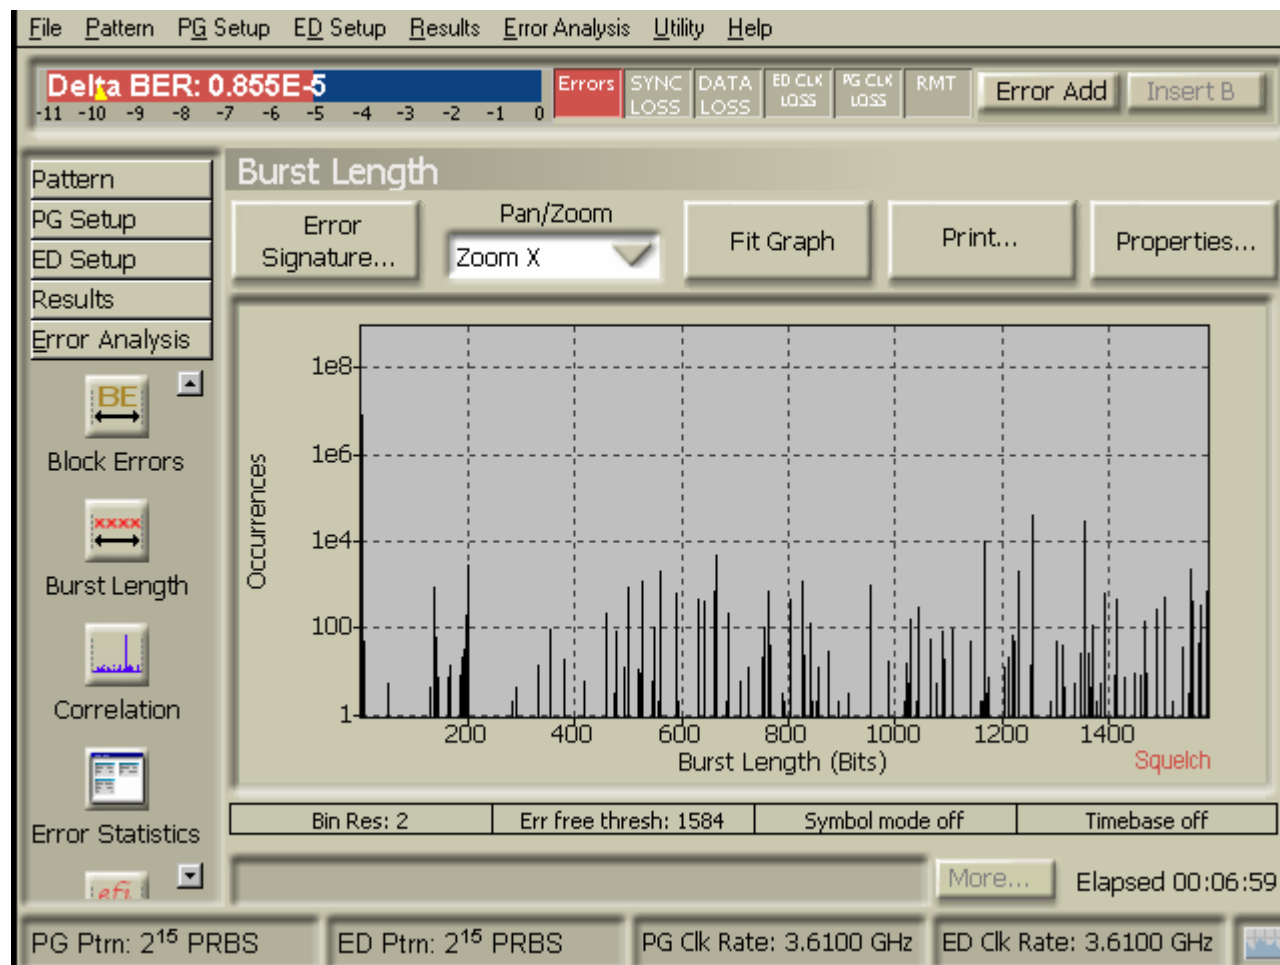 File Pattern PG Setup ED Setup Results Error Analysis Utility Help
Delta BER: 0.855E-5
-11 -10 -9 -8 -7 -6 -5 -4 -3 -2 -1 0
Errors
SYNC LOSS
DATA LOSS
ED CLK LOSS
PG CLK LOSS
RMT
Error Add
Insert B
Pattern
PG Setup
ED Setup
Results
Error Analysis
BE
Block Errors
xxxx
Burst Length
Correlation
Error Statistics
efi
Burst Length
Error
Signature...
Pan/Zoom
Zoom X
Fit Graph
Print...
Properties...
Occurrences
1e8
1e6
1e4
100
1
200 400 600 800 1000 1200 1400
Burst Length (Bits)
Squelch
Bin Res: 2
Err free thresh: 1584
Symbol mode off
Timebase off
More...
Elapsed 00:06:59
PG Ptrn: 2¹⁵ PRBS
ED Ptrn: 2¹⁵ PRBS
PG Clk Rate: 3.6100 GHz
ED Clk Rate: 3.6100 GHz